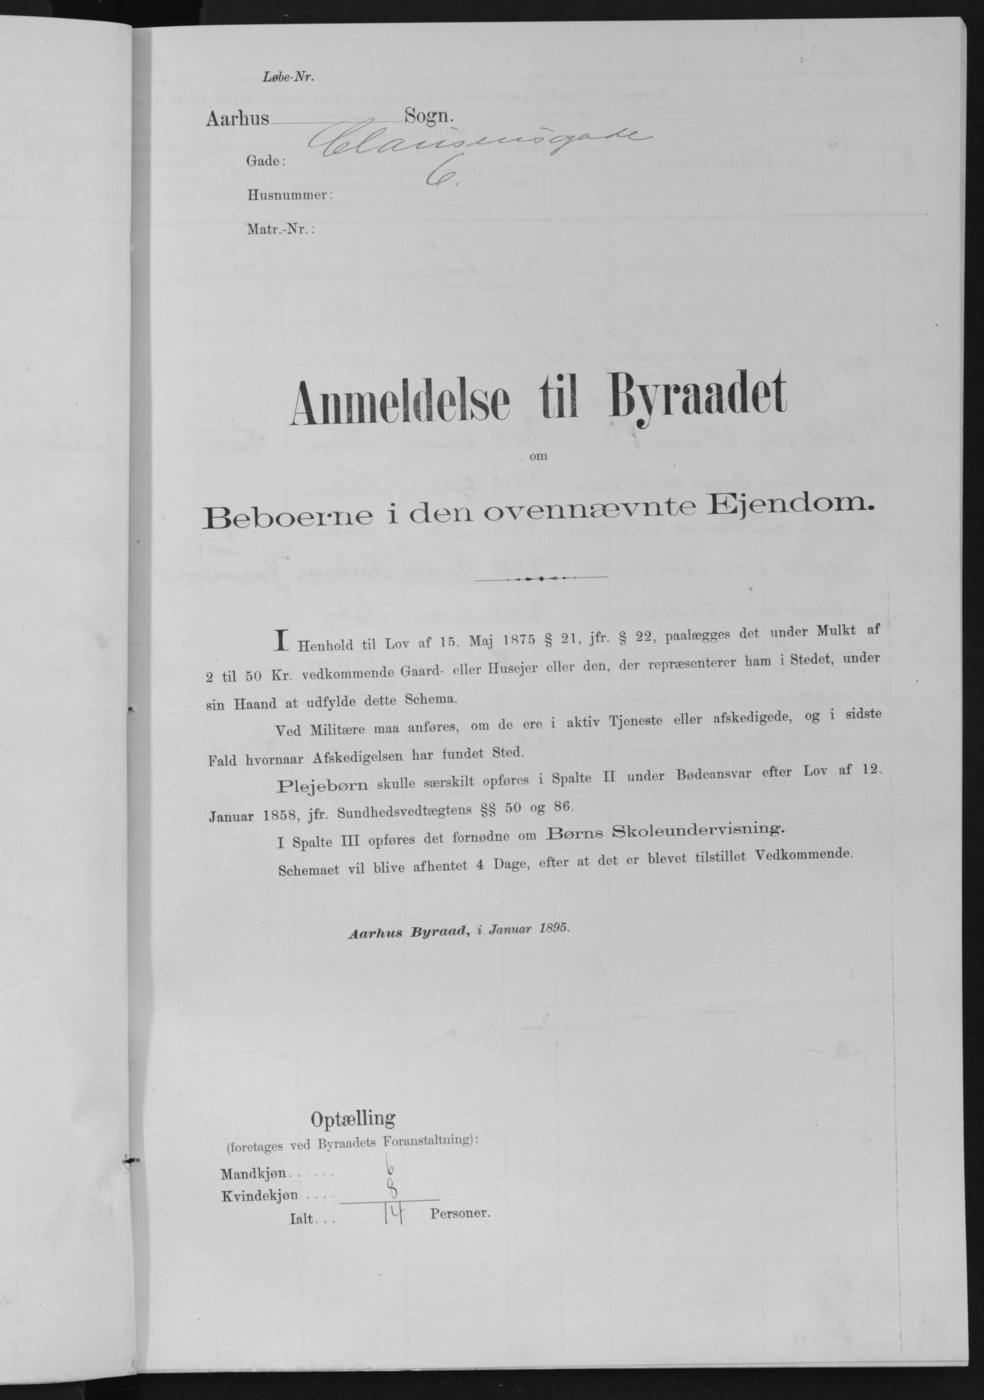 Løbe-Nr.
Aarhus Sogn.
Gade: Clausensgade
Husnummer: 6.
Matr.-Nr.:
Anmeldelse til Byraadet
om
Beboerne i den ovennævnte Ejendom.
I Henhold til Lov af 15. Maj 1875 § 21, jfr. § 22, paalægges det under Mulkt af
2 til 50 Kr. vedkommende Gaard- eller Husejer eller den, der repræsenterer ham i Stedet, under
sin Haand at udfylde dette Schema.
Ved Militære maa anføres, om de ere i aktiv Tjeneste eller afskedigede, og i sidste
Fald hvornaar Afskedigelsen har fundet Sted.
Plejebørn skulle særskilt opføres i Spalte II under Bødeansvar efter Lov af 12.
Januar 1858, jfr. Sundhedsvedtægtens §§ 50 og 86.
I Spalte III opføres det fornødne om Børns Skoleundervisning.
Schemaet vil blive afhentet 4 Dage, efter at det er blevet tilstillet Vedkommende.
Aarhus Byraad, i Januar 1895.
Optælling
(foretages ved Byraadets Foranstaltning):
Mandkjøn...... 6
Kvindekjøn .... 8
Ialt... 14 Personer.